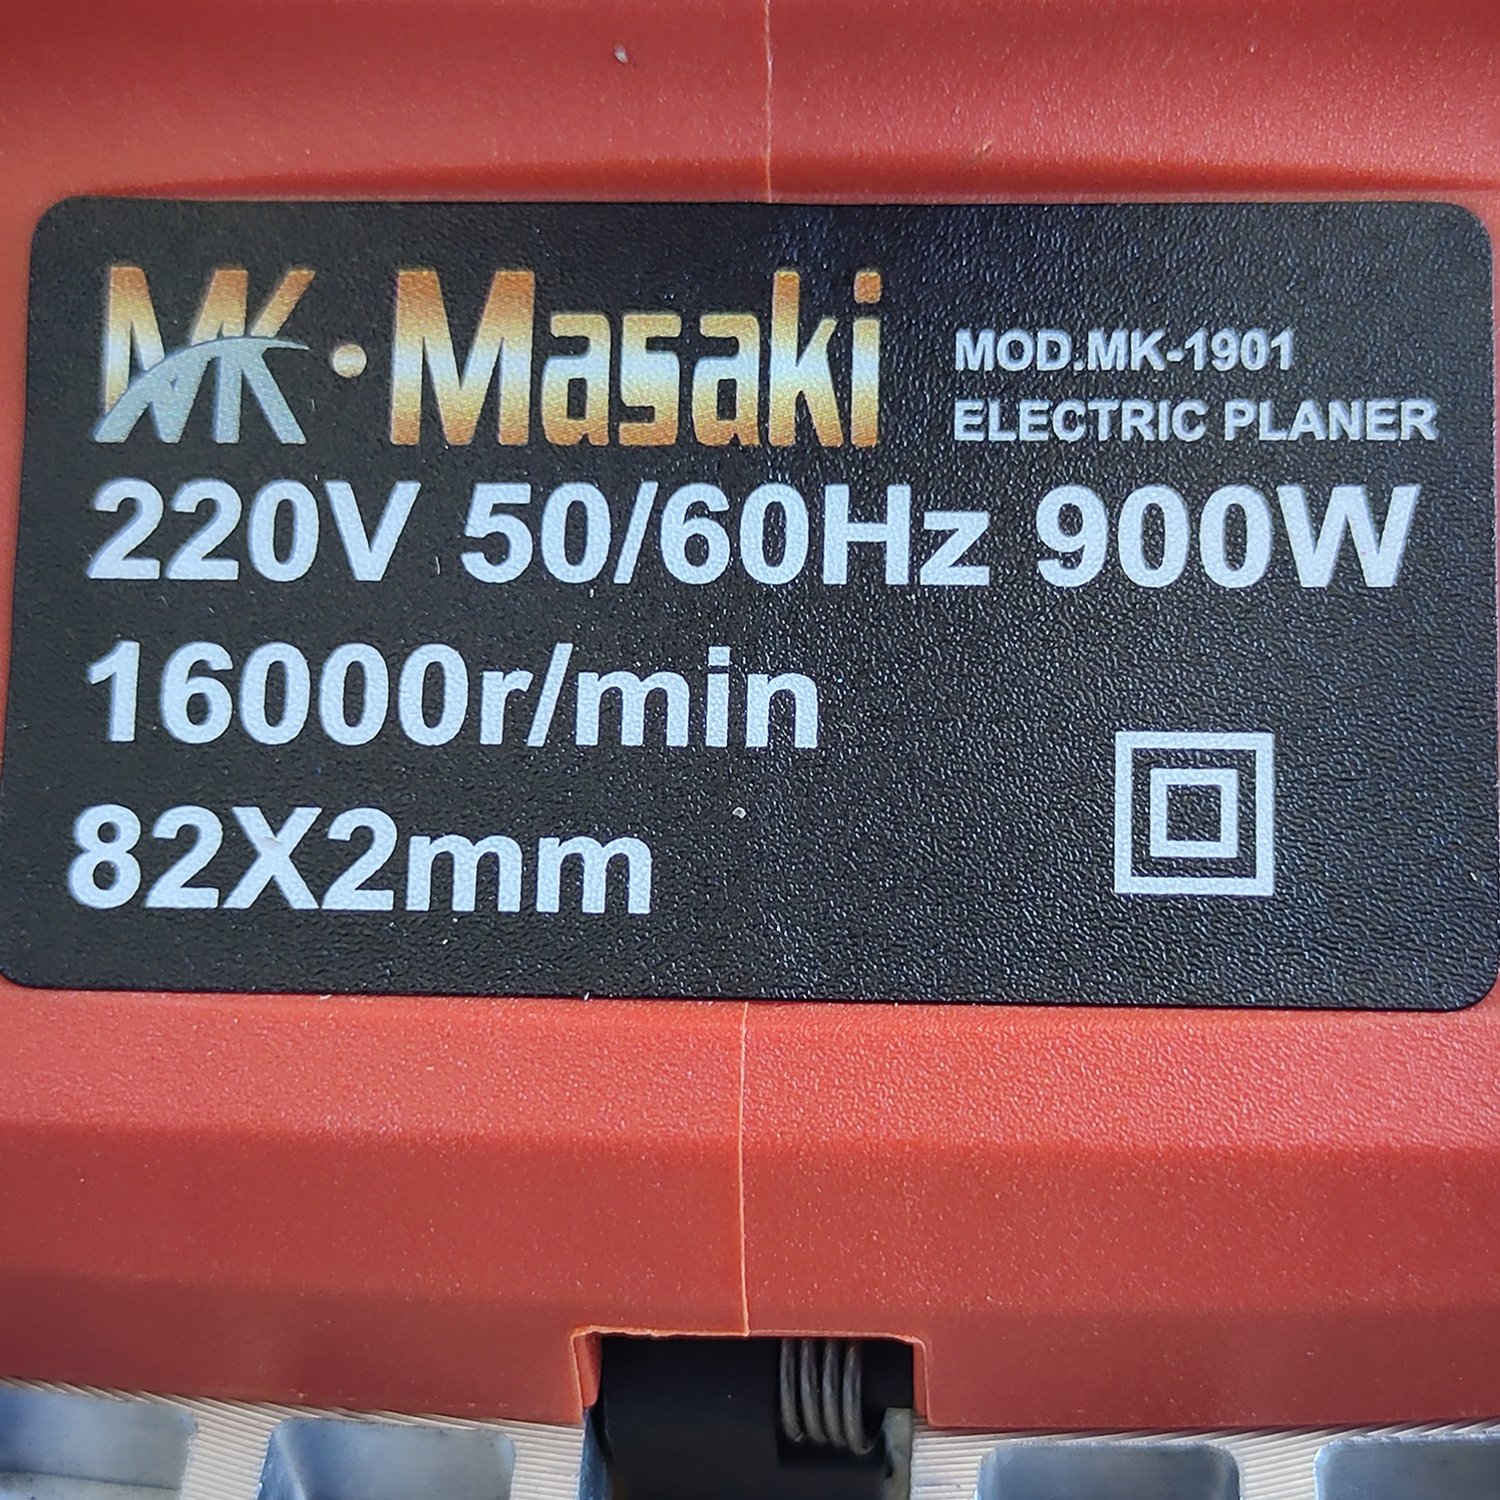 MK·Masaki
MOD.MK-1901
ELECTRIC PLANER
220V 50/60Hz 900W
16000r/min
82X2mm